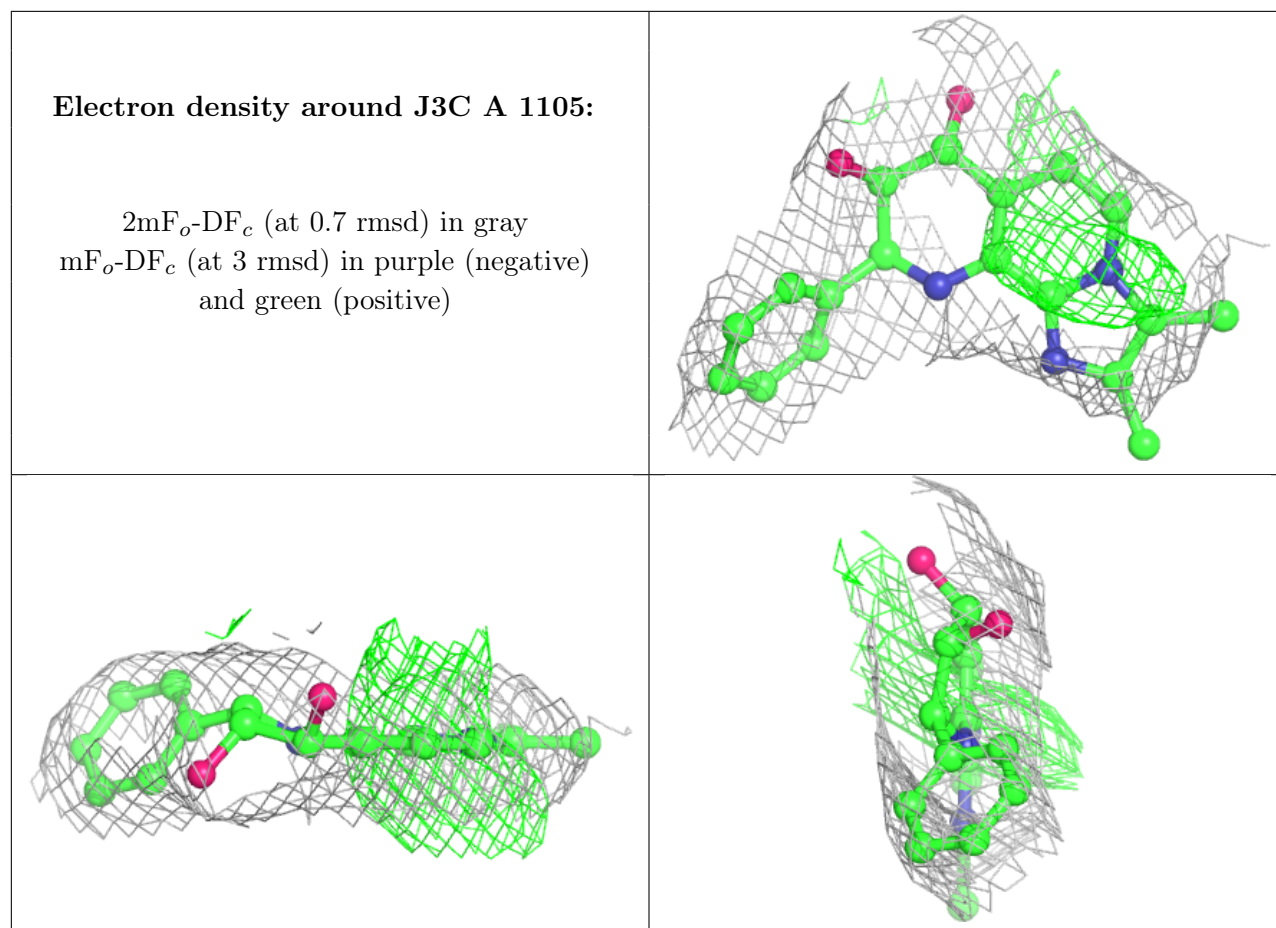 Electron density around J3C A 1105:
2mFₒ-DF𝒸 (at 0.7 rmsd) in gray
mFₒ-DF𝒸 (at 3 rmsd) in purple (negative)
and green (positive)